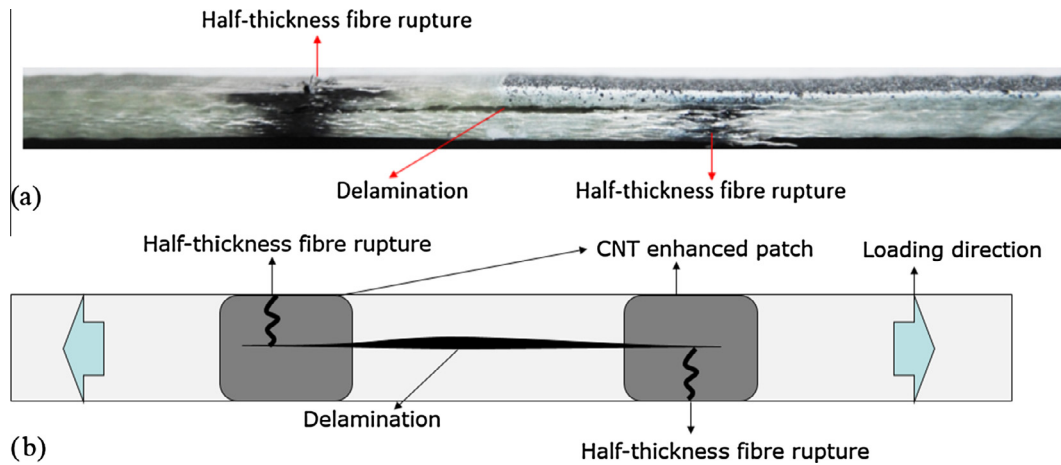 Half-thickness fibre rupture
Delamination
Half-thickness fibre rupture
(a)
Half-thickness fibre rupture
CNT enhanced patch
Loading direction
Delamination
Half-thickness fibre rupture
(b)